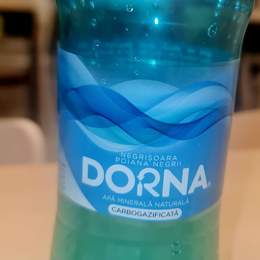 NEGRISOARA
POIANA NEGRII
DORNA®
APĂ MINERALĂ NATURALĂ
CARBOGAZIFICATĂ